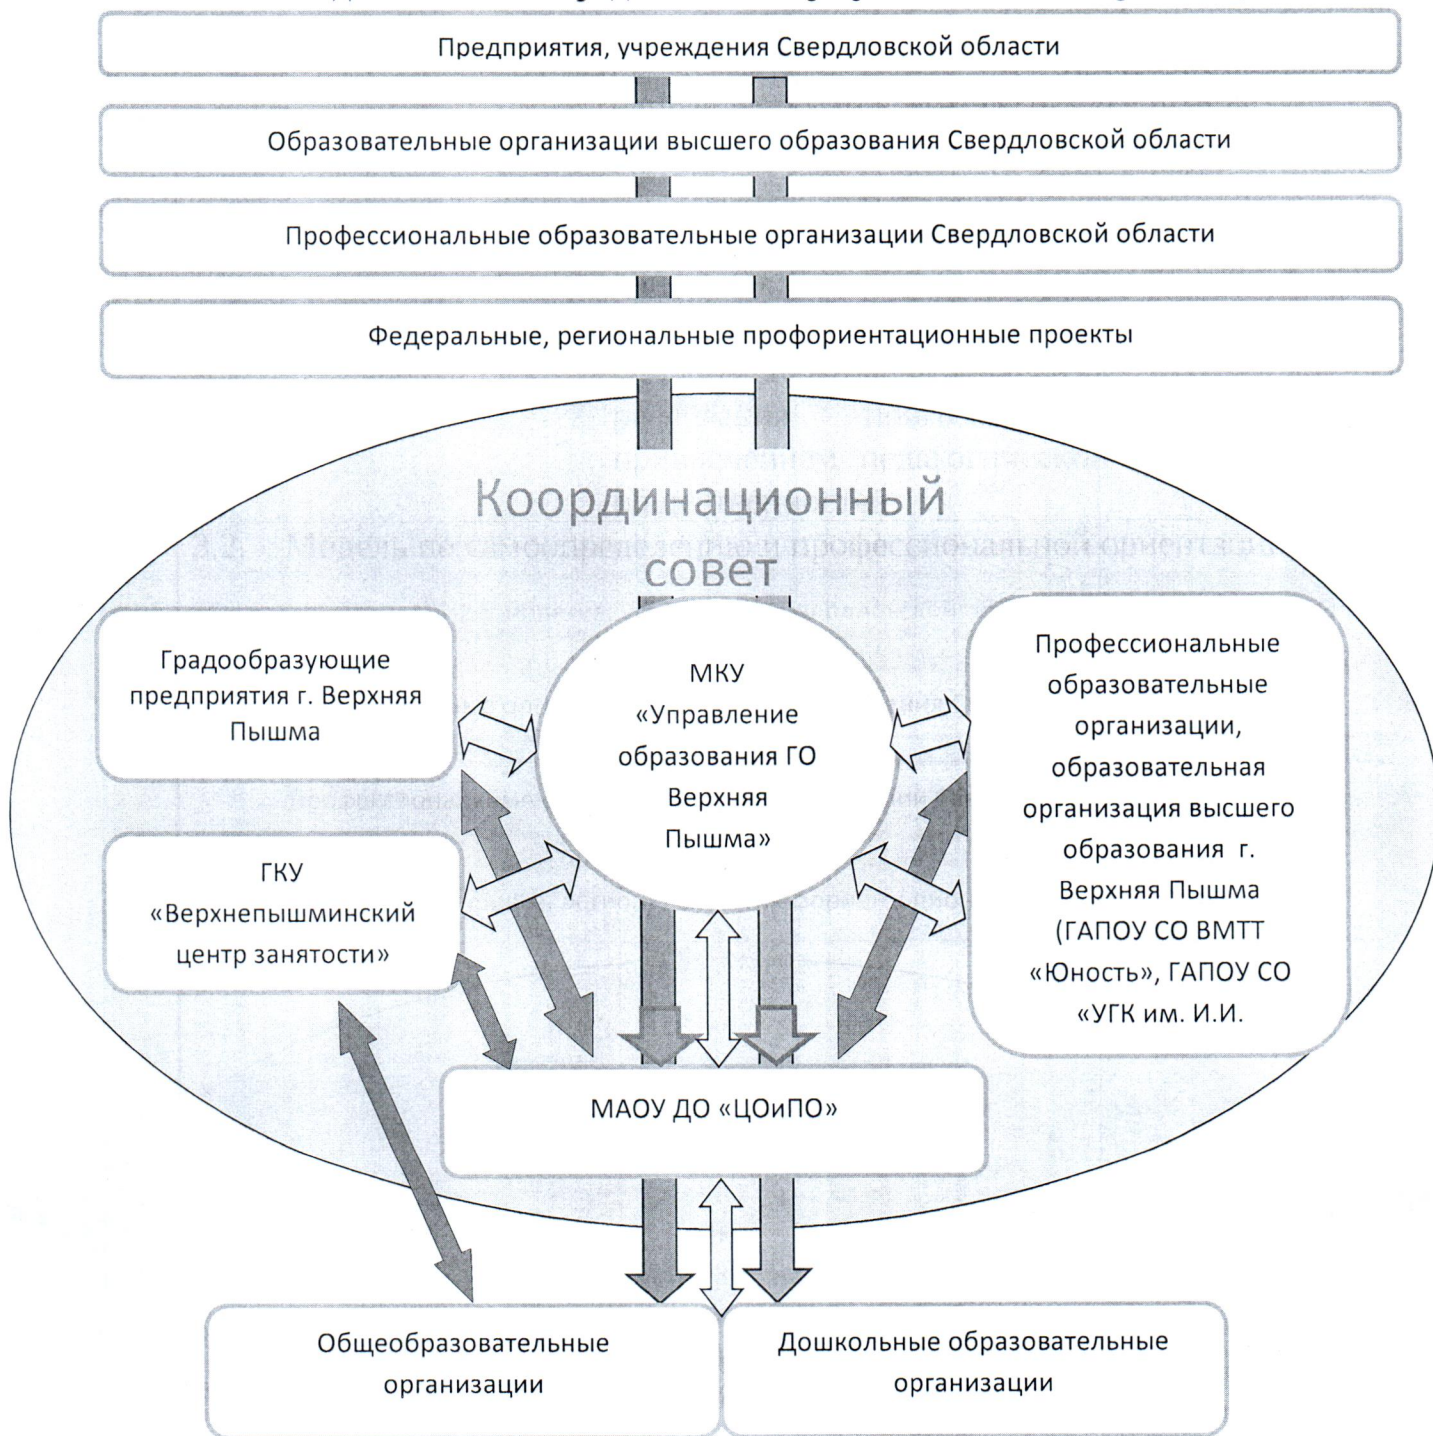 Предприятия, учреждения Свердловской области
Образовательные организации высшего образования Свердловской области
Профессиональные образовательные организации Свердловской области
Федеральные, региональные профориентационные проекты
Координационный
совет
Градообразующие
предприятия г. Верхняя
Пышма
МКУ
«Управление
образования ГО
Верхняя
Пышма»
Профессиональные
образовательные
организации,
образовательная
организация высшего
образования г.
Верхняя Пышма
(ГАПОУ СО ВМТТ
«Юность», ГАПОУ СО
«УГК им. И.И.
ГКУ
«Верхнепышминский
центр занятости»
МАОУ ДО «ЦОиПО»
Общеобразовательные
организации
Дошкольные образовательные
организации